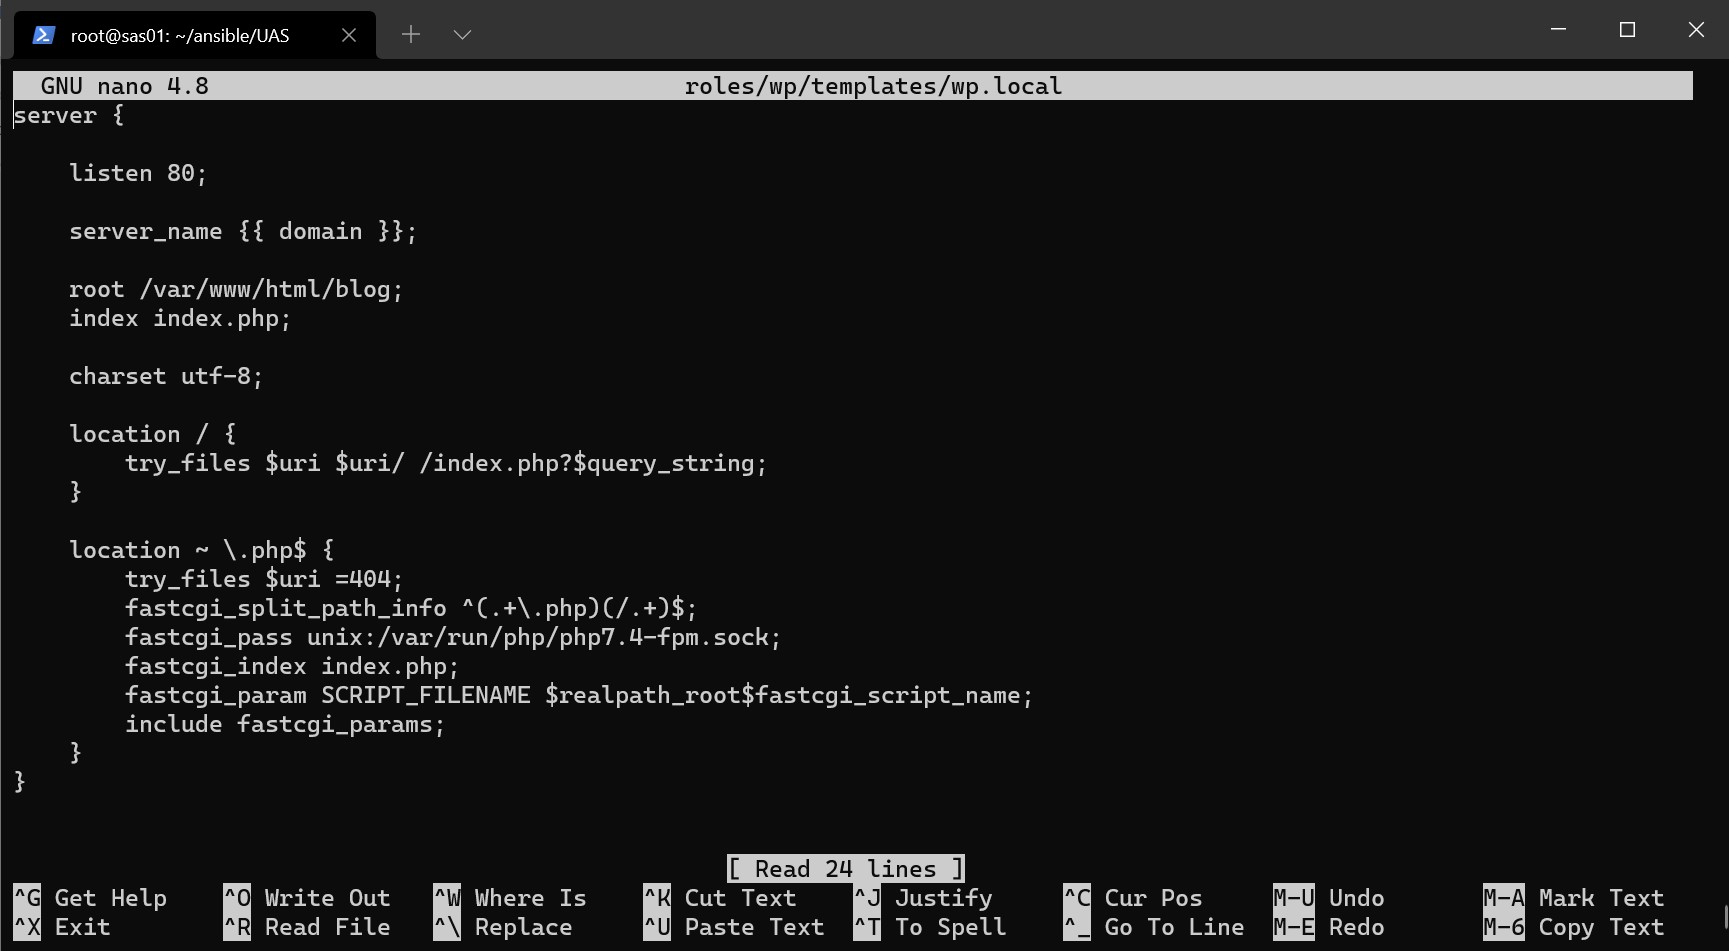 root@sas01: ~/ansible/UAS
GNU nano 4.8 roles/wp/templates/wp.local
server {
    listen 80;
    server_name {{ domain }};
    root /var/www/html/blog;
    index index.php;
    charset utf-8;
    location / {
        try_files $uri $uri/ /index.php?$query_string;
    }
    location ~ \.php$ {
        try_files $uri =404;
        fastcgi_split_path_info ^(.+\.php)(/.+)$;
        fastcgi_pass unix:/var/run/php/php7.4-fpm.sock;
        fastcgi_index index.php;
        fastcgi_param SCRIPT_FILENAME $realpath_root$fastcgi_script_name;
        include fastcgi_params;
    }
}
[ Read 24 lines ]
^G Get Help ^O Write Out ^W Where Is ^K Cut Text ^J Justify ^C Cur Pos M-U Undo M-A Mark Text
^X Exit ^R Read File ^\ Replace ^U Paste Text ^T To Spell ^_ Go To Line M-E Redo M-6 Copy Text